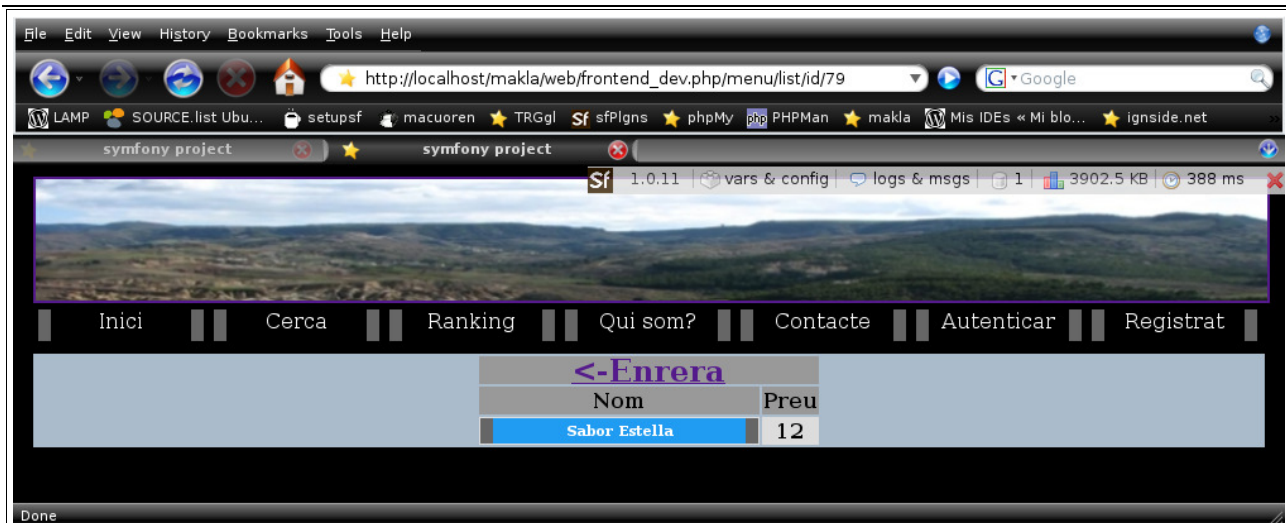 File Edit View History Bookmarks Tools Help
http://localhost/makla/web/frontend_dev.php/menu/list/id/79 G Google
LAMP SOURCE.list Ubu... setupsf macuoren TRGgl Sf sfPlgns phpMy php PHPMan makla Mis IDEs « Mi blo... ignside.net »
symfony project symfony project
Sf 1.0.11 vars & config logs & msgs 1 3902.5 KB 388 ms
Inici Cerca Ranking Qui som? Contacte Autenticar Registrat
<-Enrera
Nom Preu
Sabor Estella 12
Done